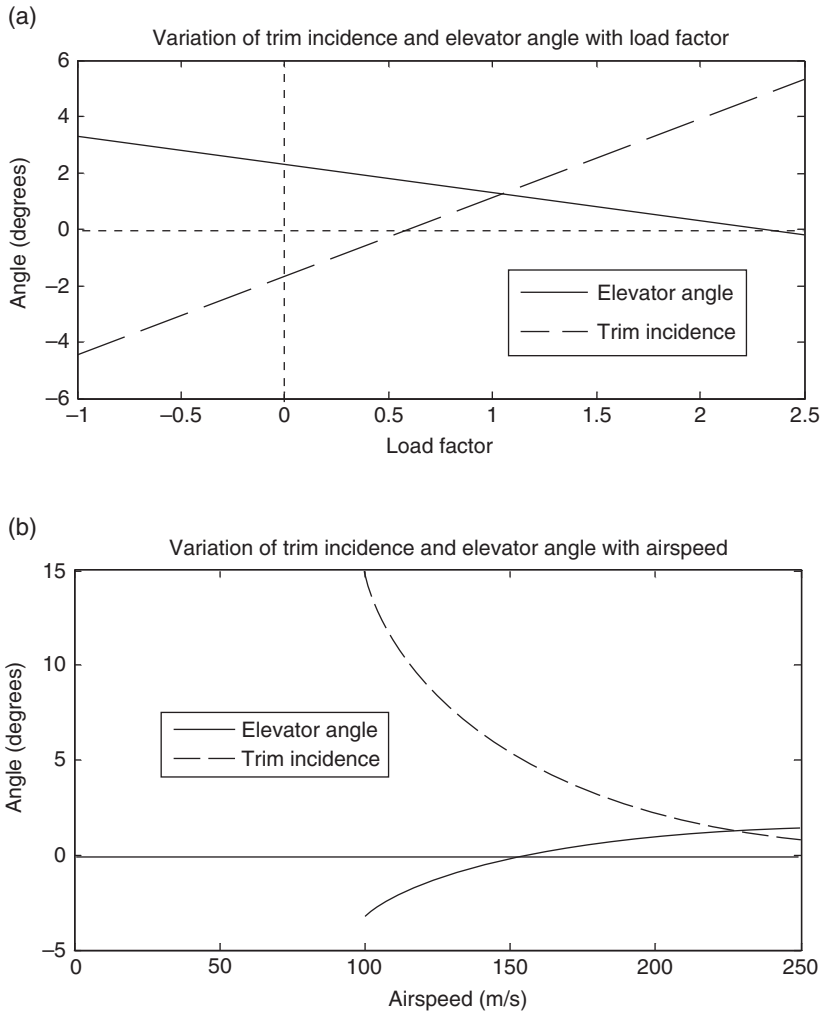 (a)
Variation of trim incidence and elevator angle with load factor
6
4
2
0
−2
−4
−6
Angle (degrees)
Elevator angle
Trim incidence
−1
−0.5
0
0.5
1
1.5
2
2.5
Load factor
(b)
Variation of trim incidence and elevator angle with airspeed
15
10
5
0
−5
Angle (degrees)
Elevator angle
Trim incidence
0
50
100
150
200
250
Airspeed (m/s)